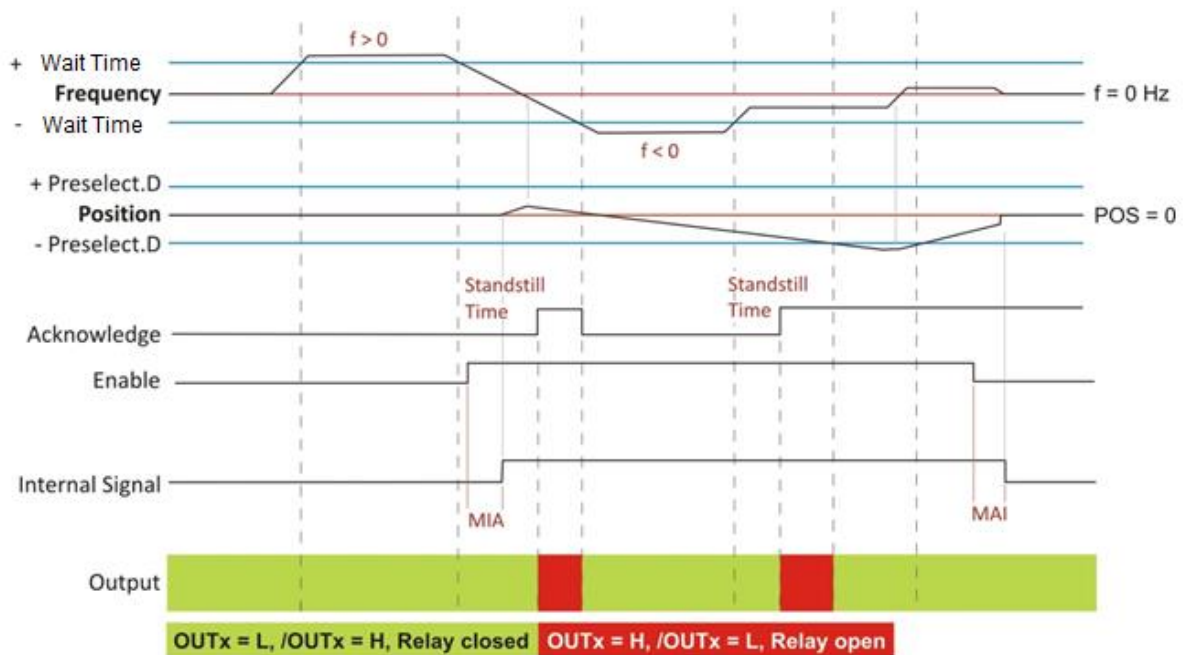 f > 0
+ Wait Time
Frequency
f = 0 Hz
- Wait Time
f < 0
+ Preselect.D
Position
POS = 0
- Preselect.D
Standstill
Time
Standstill
Time
Acknowledge
Enable
Internal Signal
MIA
MAI
Output
OUTx = L, /OUTx = H, Relay closed
OUTx = H, /OUTx = L, Relay open